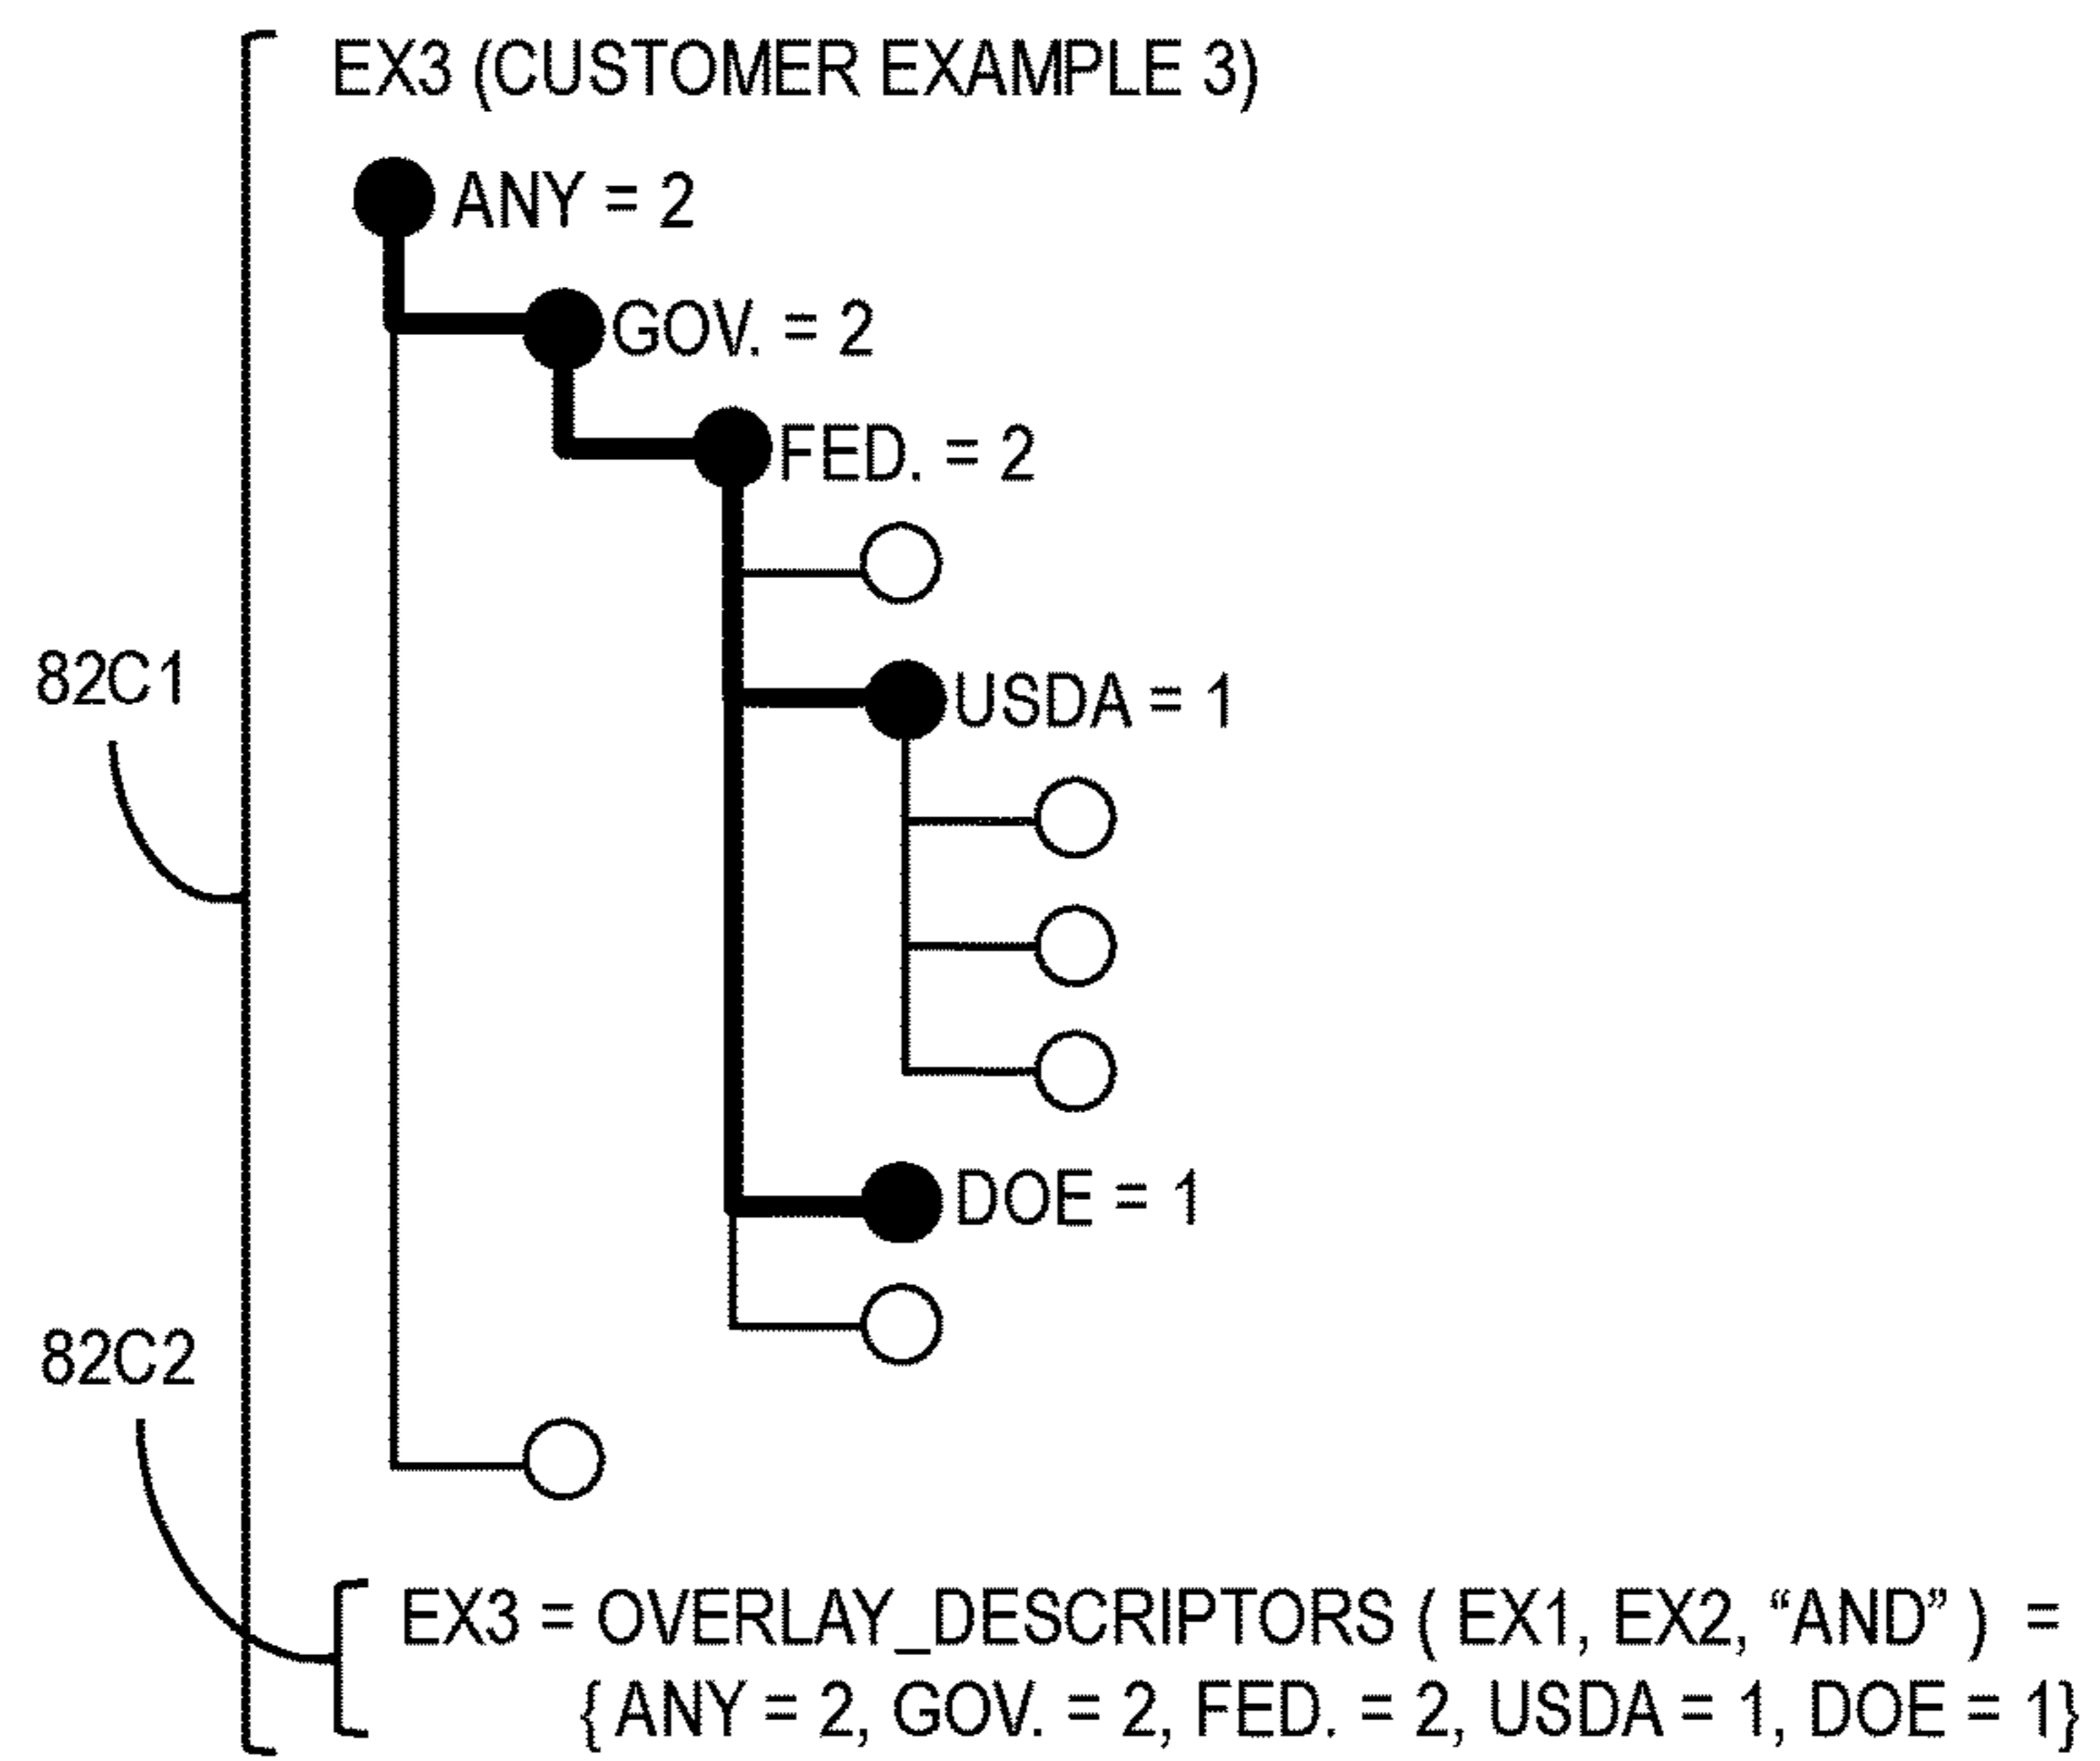 EX3 (CUSTOMER EXAMPLE 3)
ANY = 2
GOV. = 2
FED. = 2
82C1
USDA = 1
DOE = 1
82C2
EX3 = OVERLAY_DESCRIPTORS ( EX1, EX2, “AND” ) =
{ ANY = 2, GOV. = 2, FED. = 2, USDA = 1, DOE = 1}